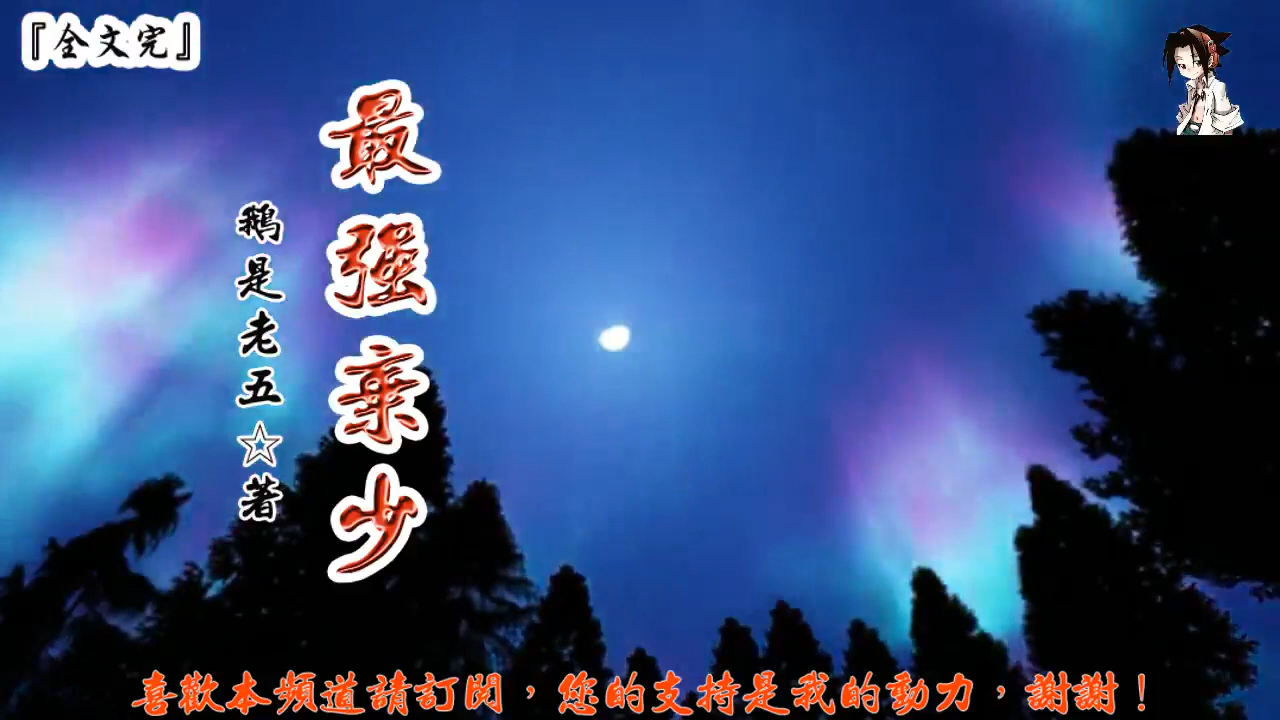 『全文完』
最強棄少
鵝是老五☆著
喜歡本頻道請訂閱，您的支持是我的動力，謝謝！